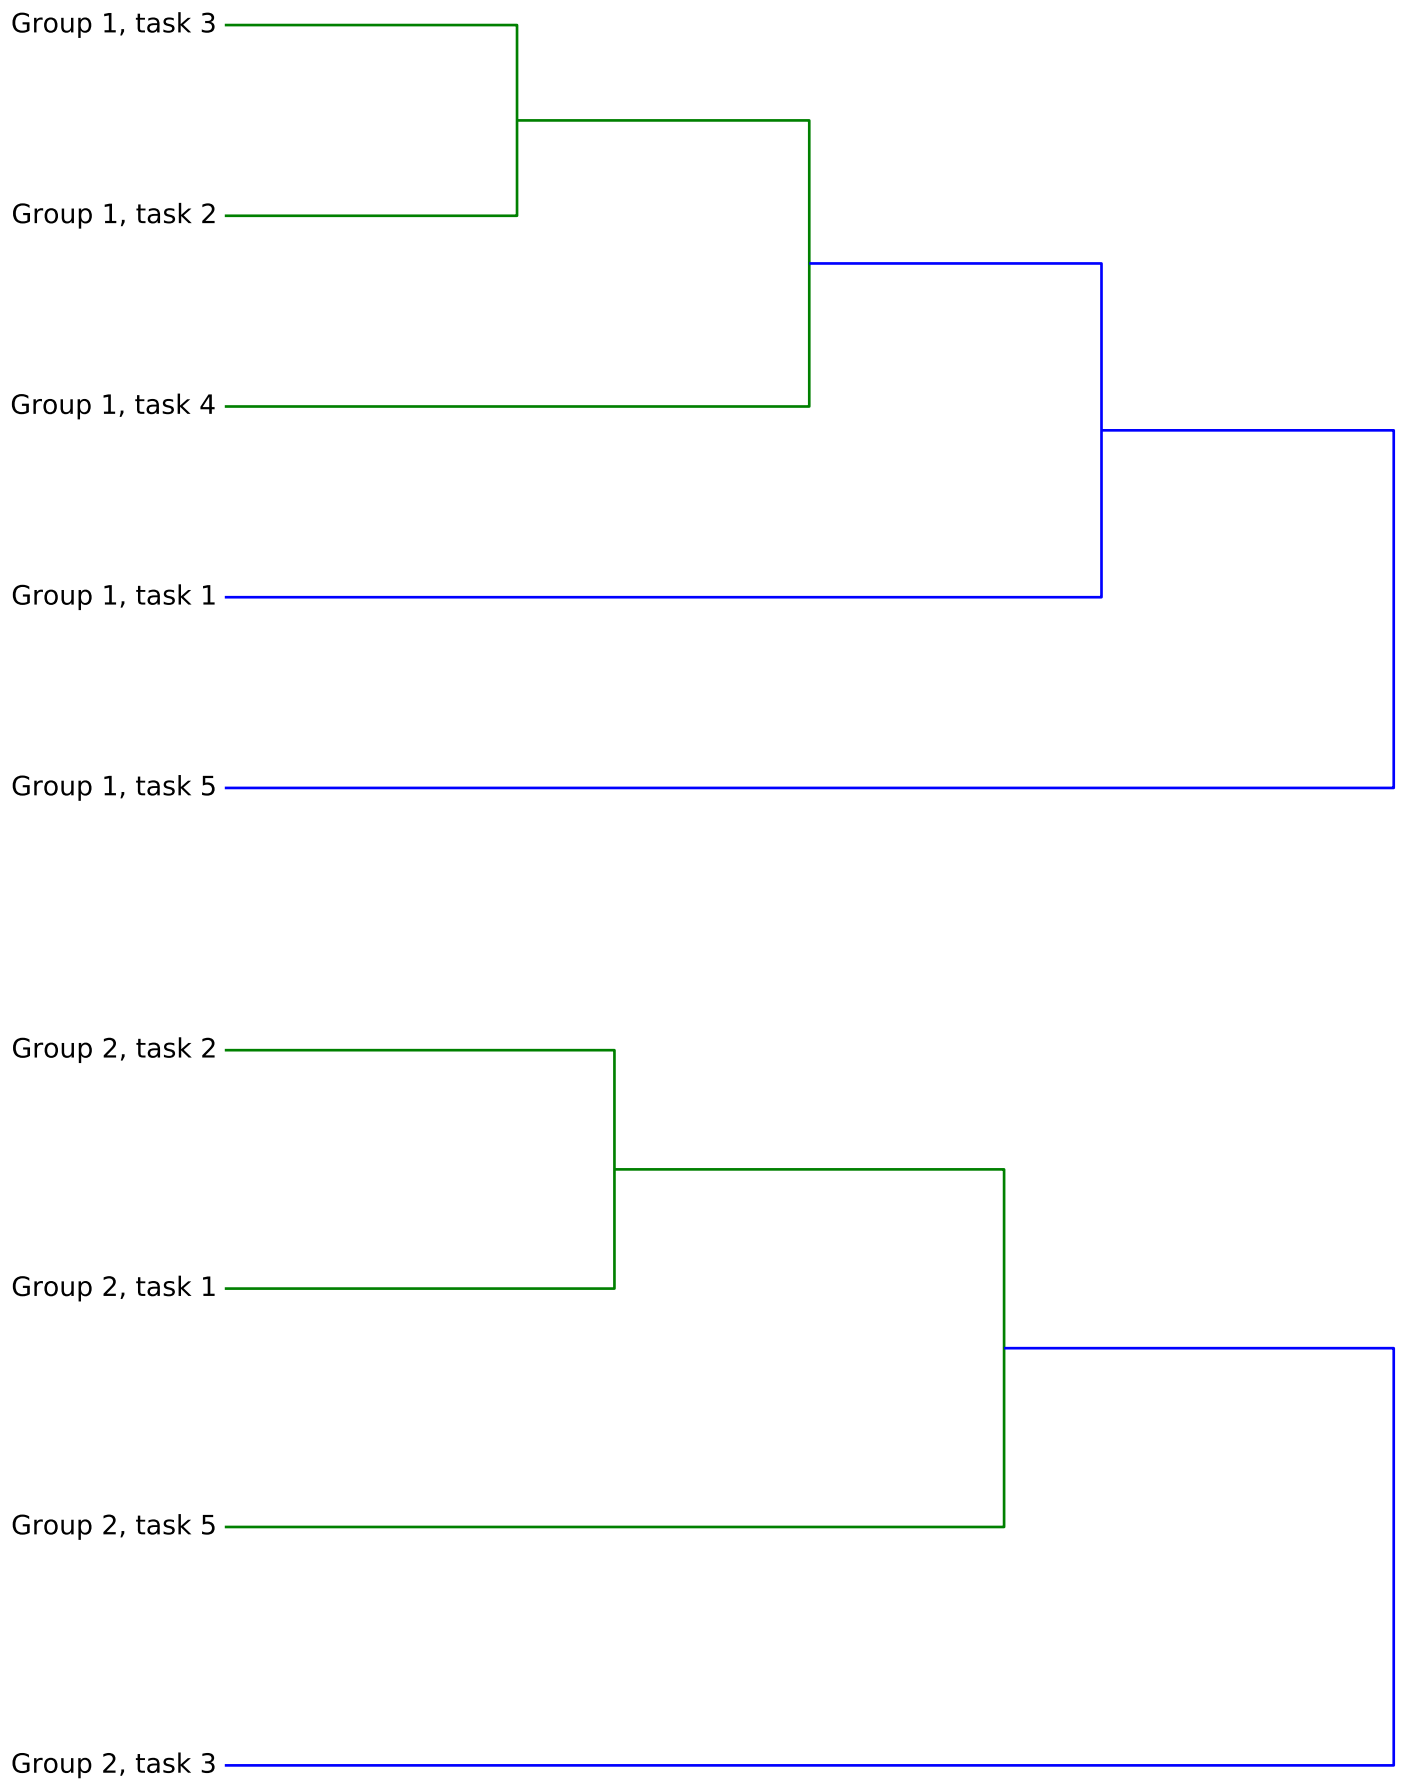 Group 1, task 3
Group 1, task 2
Group 1, task 4
Group 1, task 1
Group 1, task 5
Group 2, task 2
Group 2, task 1
Group 2, task 5
Group 2, task 3